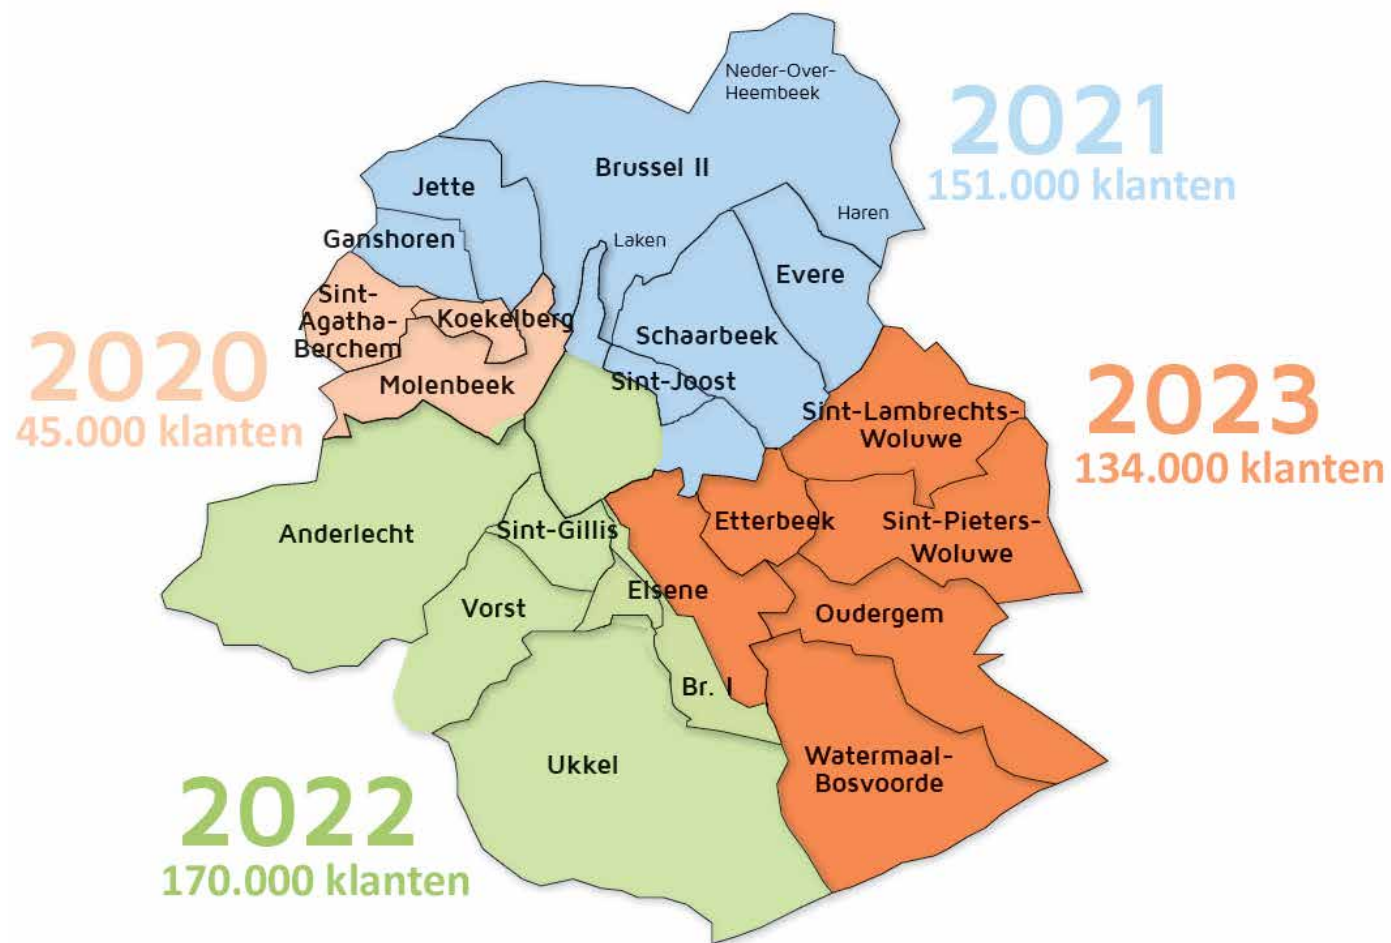 Neder-Over-
Heembeek
2021
151.000 klanten
Brussel II
Jette
Haren
Ganshoren
Laken
Evere
Sint-
Agatha-
Berchem
Koekelberg
Schaarbeek
2020
45.000 klanten
Molenbeek
Sint-Joost
2023
134.000 klanten
Sint-Lambrechts-
Woluwe
Anderlecht
Sint-Gillis
Etterbeek
Sint-Pieters-
Woluwe
Elsene
Vorst
Oudergem
Br. I
Ukkel
Watermaal-
Bosvoorde
2022
170.000 klanten